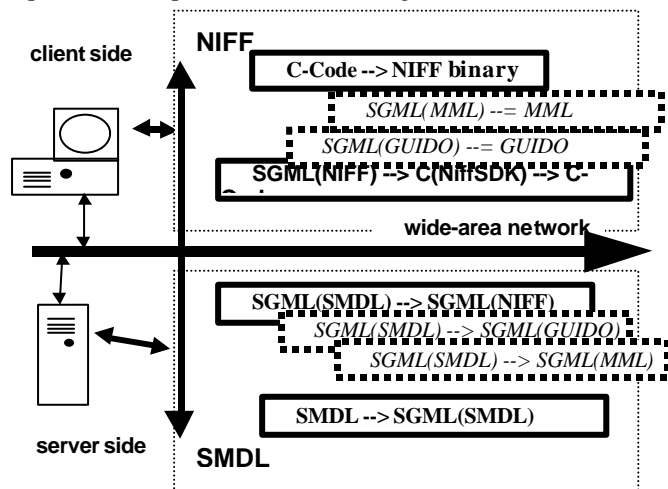 client side
NIFF
C-Code --> NIFF binary
SGML(MML) --= MML
SGML(GUIDO) --= GUIDO
SGML(NIFF) --> C(NiffSDK) --> C-
wide-area network
SGML(SMDL) --> SGML(NIFF)
SGML(SMDL) --> SGML(GUIDO)
SGML(SMDL) --> SGML(MML)
SMDL --> SGML(SMDL)
server side
SMDL